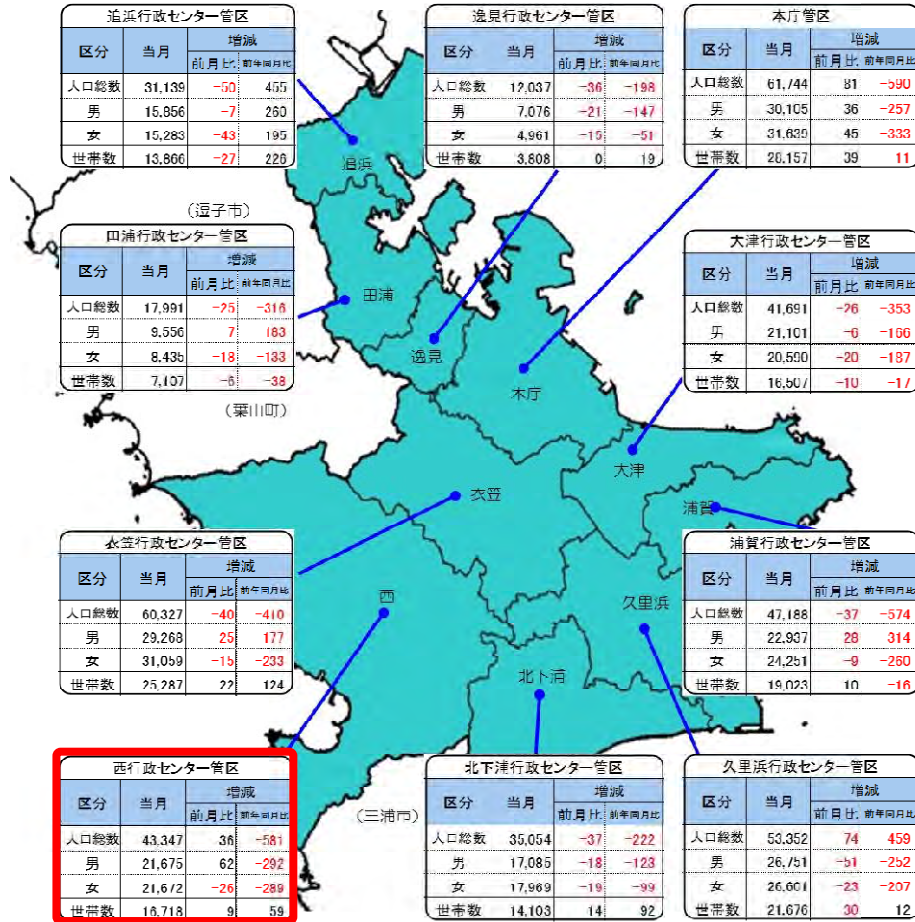 追浜行政センター管区
区分 当月 増減
前月比 前年同月比
人口総数 31,139 -50 455
男 15,856 -7 260
女 15,283 -43 195
世帯数 13,866 -27 226
逸見行政センター管区
区分 当月 増減
前月比 前年同月比
人口総数 12,037 -36 -198
男 7,076 -21 -147
女 4,961 -15 -51
世帯数 3,808 0 19
本庁管区
区分 当月 増減
前月比 前年同月比
人口総数 61,744 81 -590
男 30,105 36 -257
女 31,639 45 -333
世帯数 28,157 39 11
追浜
(逗子市)
田浦行政センター管区
区分 当月 増減
前月比 前年同月比
人口総数 17,991 -25 -316
男 9,556 7 183
女 8,435 -18 -133
世帯数 7,107 -6 -38
大津行政センター管区
区分 当月 増減
前月比 前年同月比
人口総数 41,691 -26 -353
男 21,101 -6 -166
女 20,590 -20 -187
世帯数 16,507 -10 -17
田浦
逸見
本庁
(葉山町)
大津
衣笠
浦賀
衣笠行政センター管区
区分 当月 増減
前月比 前年同月比
人口総数 60,327 -40 -410
男 29,268 25 177
女 31,059 -15 -233
世帯数 25,287 22 124
浦賀行政センター管区
区分 当月 増減
前月比 前年同月比
人口総数 47,188 -37 -574
男 22,937 28 314
女 24,251 -9 -260
世帯数 19,023 10 -16
西
久里浜
北下浦
西行政センター管区
区分 当月 増減
前月比 前年同月比
人口総数 43,347 36 -581
男 21,675 62 -292
女 21,672 -26 -289
世帯数 16,718 9 59
(三浦市)
北下浦行政センター管区
区分 当月 増減
前月比 前年同月比
人口総数 35,054 -37 -222
男 17,085 -18 -123
女 17,969 -19 -99
世帯数 14,103 14 92
久里浜行政センター管区
区分 当月 増減
前月比 前年同月比
人口総数 53,352 74 459
男 26,751 -51 -252
女 26,601 -23 -207
世帯数 21,676 30 12